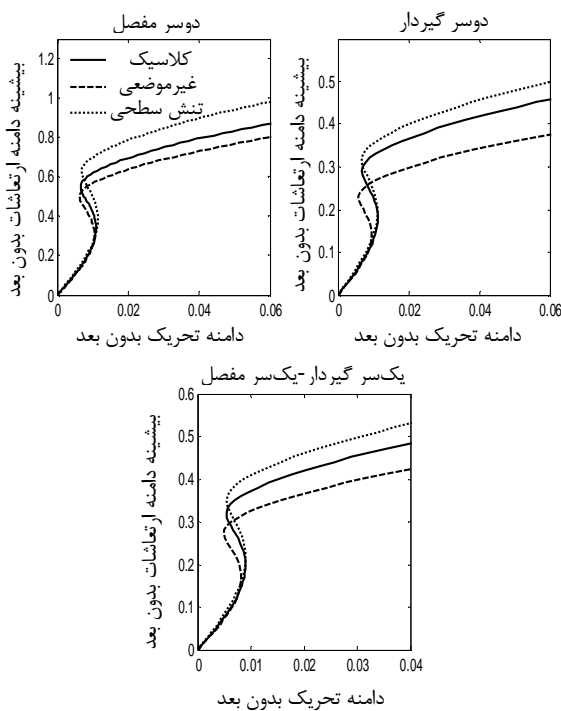 دوسر مفصل
بیشینه دامنه ارتعاشات بدون بعد
کلاسیک
غیرموضعی
تنش سطحی
1.2
1
0.8
0.6
0.4
0.2
0
0 0.02 0.04 0.06
دامنه تحریک بدون بعد
دوسر گیردار
بیشینه دامنه ارتعاشات بدون بعد
0.5
0.4
0.3
0.2
0.1
0
0 0.02 0.04 0.06
دامنه تحریک بدون بعد
یک‌سر گیردار-یک‌سر مفصل
بیشینه دامنه ارتعاشات بدون بعد
0.6
0.5
0.4
0.3
0.2
0.1
0
0 0.01 0.02 0.03 0.04
دامنه تحریک بدون بعد